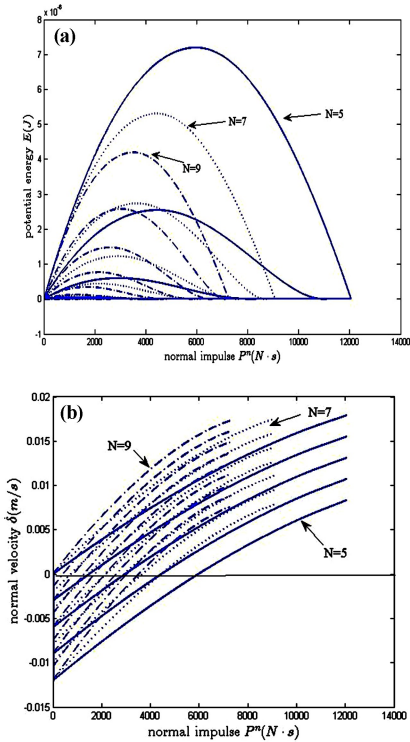 x 10⁻⁶
(a)
8
7
6
5
4
3
2
1
0
-1
potential energy E(J)
N=7
N=5
N=9
0 2000 4000 6000 8000 10000 12000 14000
normal impulse Pⁿ(N · s)
(b)
0.02
0.015
0.01
0.005
0
-0.005
-0.01
-0.015
normal velocity δ̇(m/s)
N=7
N=9
N=5
0 2000 4000 6000 8000 10000 12000 14000
normal impulse Pⁿ(N · s)